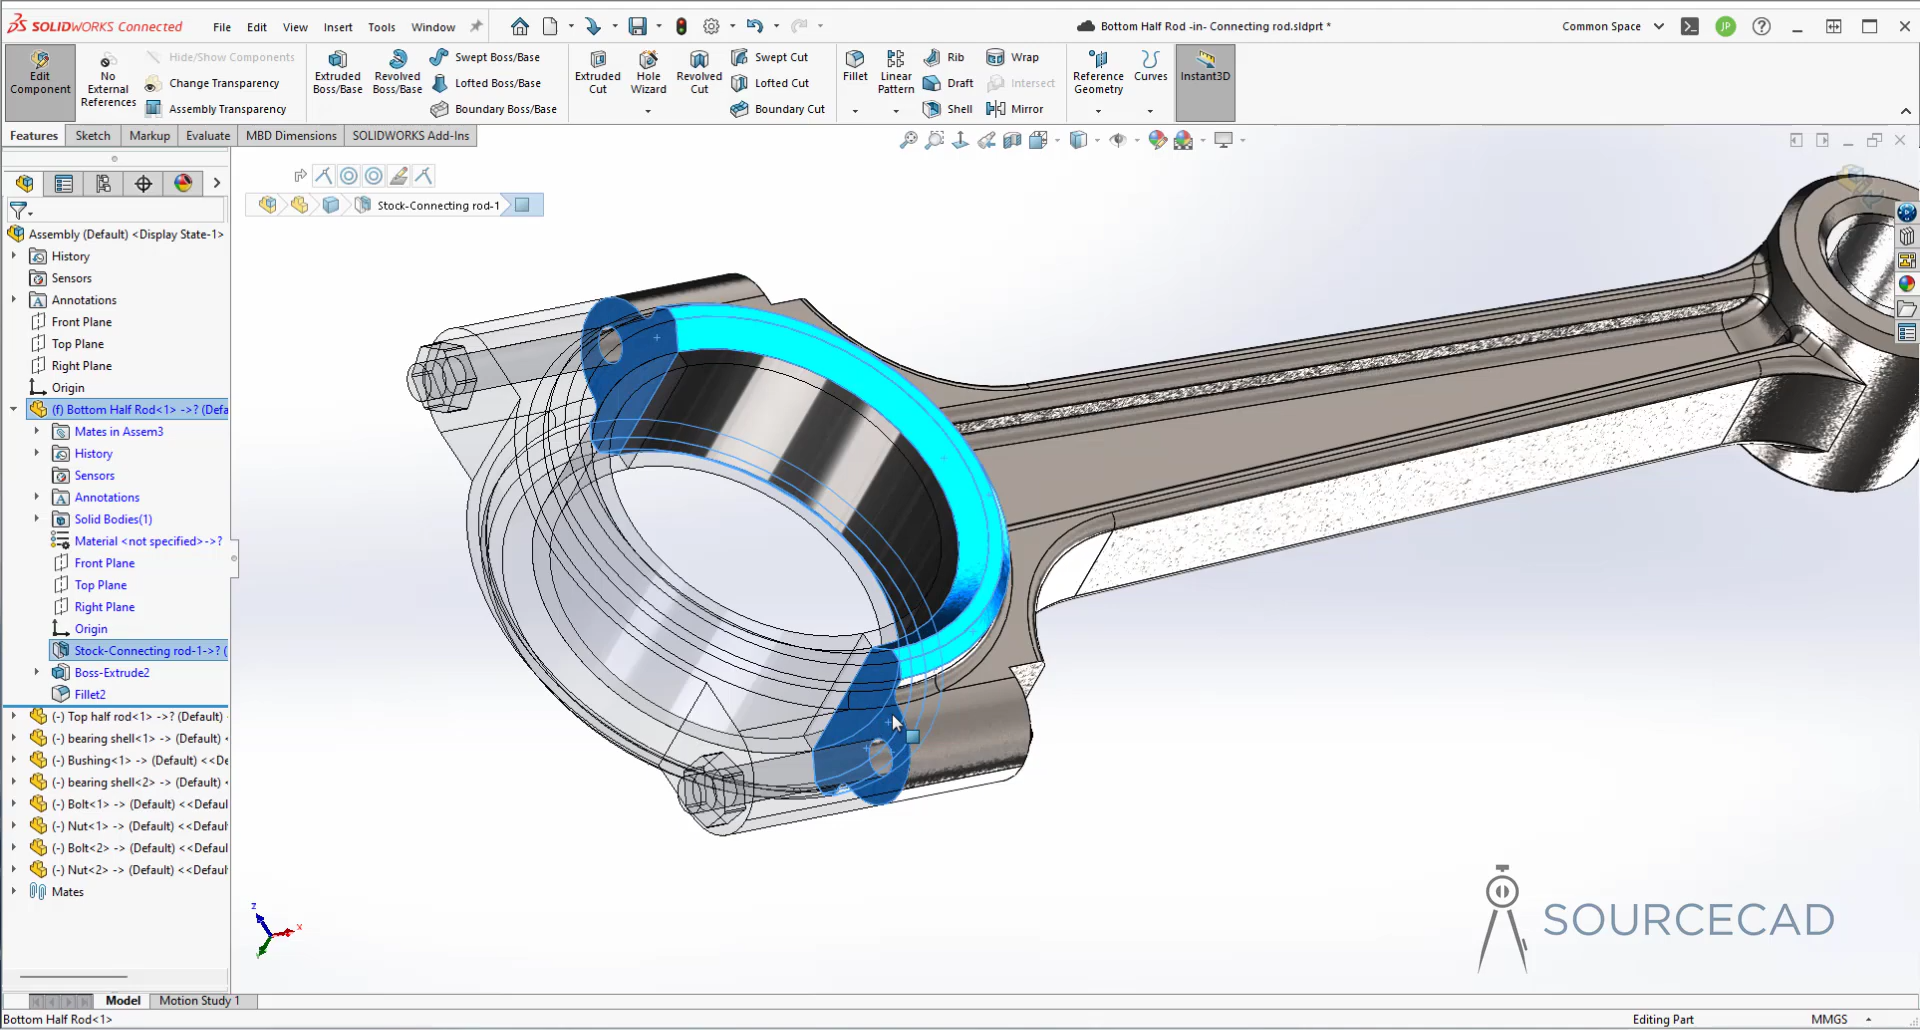 SOLIDWORKS Connected
File Edit View Insert Tools Window
Bottom Half Rod -in- Connecting rod.sldprt *
Common Space
JP
Edit Component
No External References
Hide/Show Components
Change Transparency
Assembly Transparency
Extruded Boss/Base
Revolved Boss/Base
Swept Boss/Base
Lofted Boss/Base
Boundary Boss/Base
Extruded Cut
Hole Wizard
Revolved Cut
Swept Cut
Lofted Cut
Boundary Cut
Fillet
Linear Pattern
Rib
Draft
Shell
Wrap
Intersect
Mirror
Reference Geometry
Curves
Instant3D
Features Sketch Markup Evaluate MBD Dimensions SOLIDWORKS Add-Ins
Stock-Connecting rod-1
Assembly (Default) <Display State-1>
History
Sensors
Annotations
Front Plane
Top Plane
Right Plane
Origin
(f) Bottom Half Rod<1> ->? (Defa
Mates in Assem3
History
Sensors
Annotations
Solid Bodies(1)
Material <not specified>->?
Front Plane
Top Plane
Right Plane
Origin
Stock-Connecting rod-1->? (
Boss-Extrude2
Fillet2
(-) Top half rod<1> ->? (Default)
(-) bearing shell<1> -> (Default) <
(-) Bushing<1> -> (Default) <<De
(-) bearing shell<2> -> (Default) <
(-) Bolt<1> -> (Default) <<Defaul
(-) Nut<1> -> (Default) <<Defaul
(-) Bolt<2> -> (Default) <<Defaul
(-) Nut<2> -> (Default) <<Defaul
Mates
Z
X
Y
SOURCECAD
Model Motion Study 1
Bottom Half Rod<1>
Editing Part
MMGS